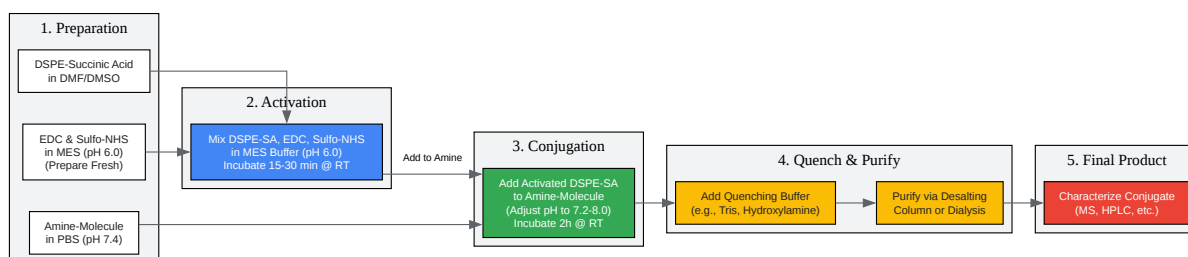 1. Preparation
DSPE-Succinic Acid
in DMF/DMSO
EDC & Sulfo-NHS
in MES (pH 6.0)
(Prepare Fresh)
Amine-Molecule
in PBS (pH 7.4)
2. Activation
Mix DSPE-SA, EDC, Sulfo-NHS
in MES Buffer (pH 6.0)
Incubate 15-30 min @ RT
Add to Amine
3. Conjugation
Add Activated DSPE-SA
to Amine-Molecule
(Adjust pH to 7.2-8.0)
Incubate 2h @ RT
4. Quench & Purify
Add Quenching Buffer
(e.g., Tris, Hydroxylamine)
Purify via Desalting
Column or Dialysis
5. Final Product
Characterize Conjugate
(MS, HPLC, etc.)